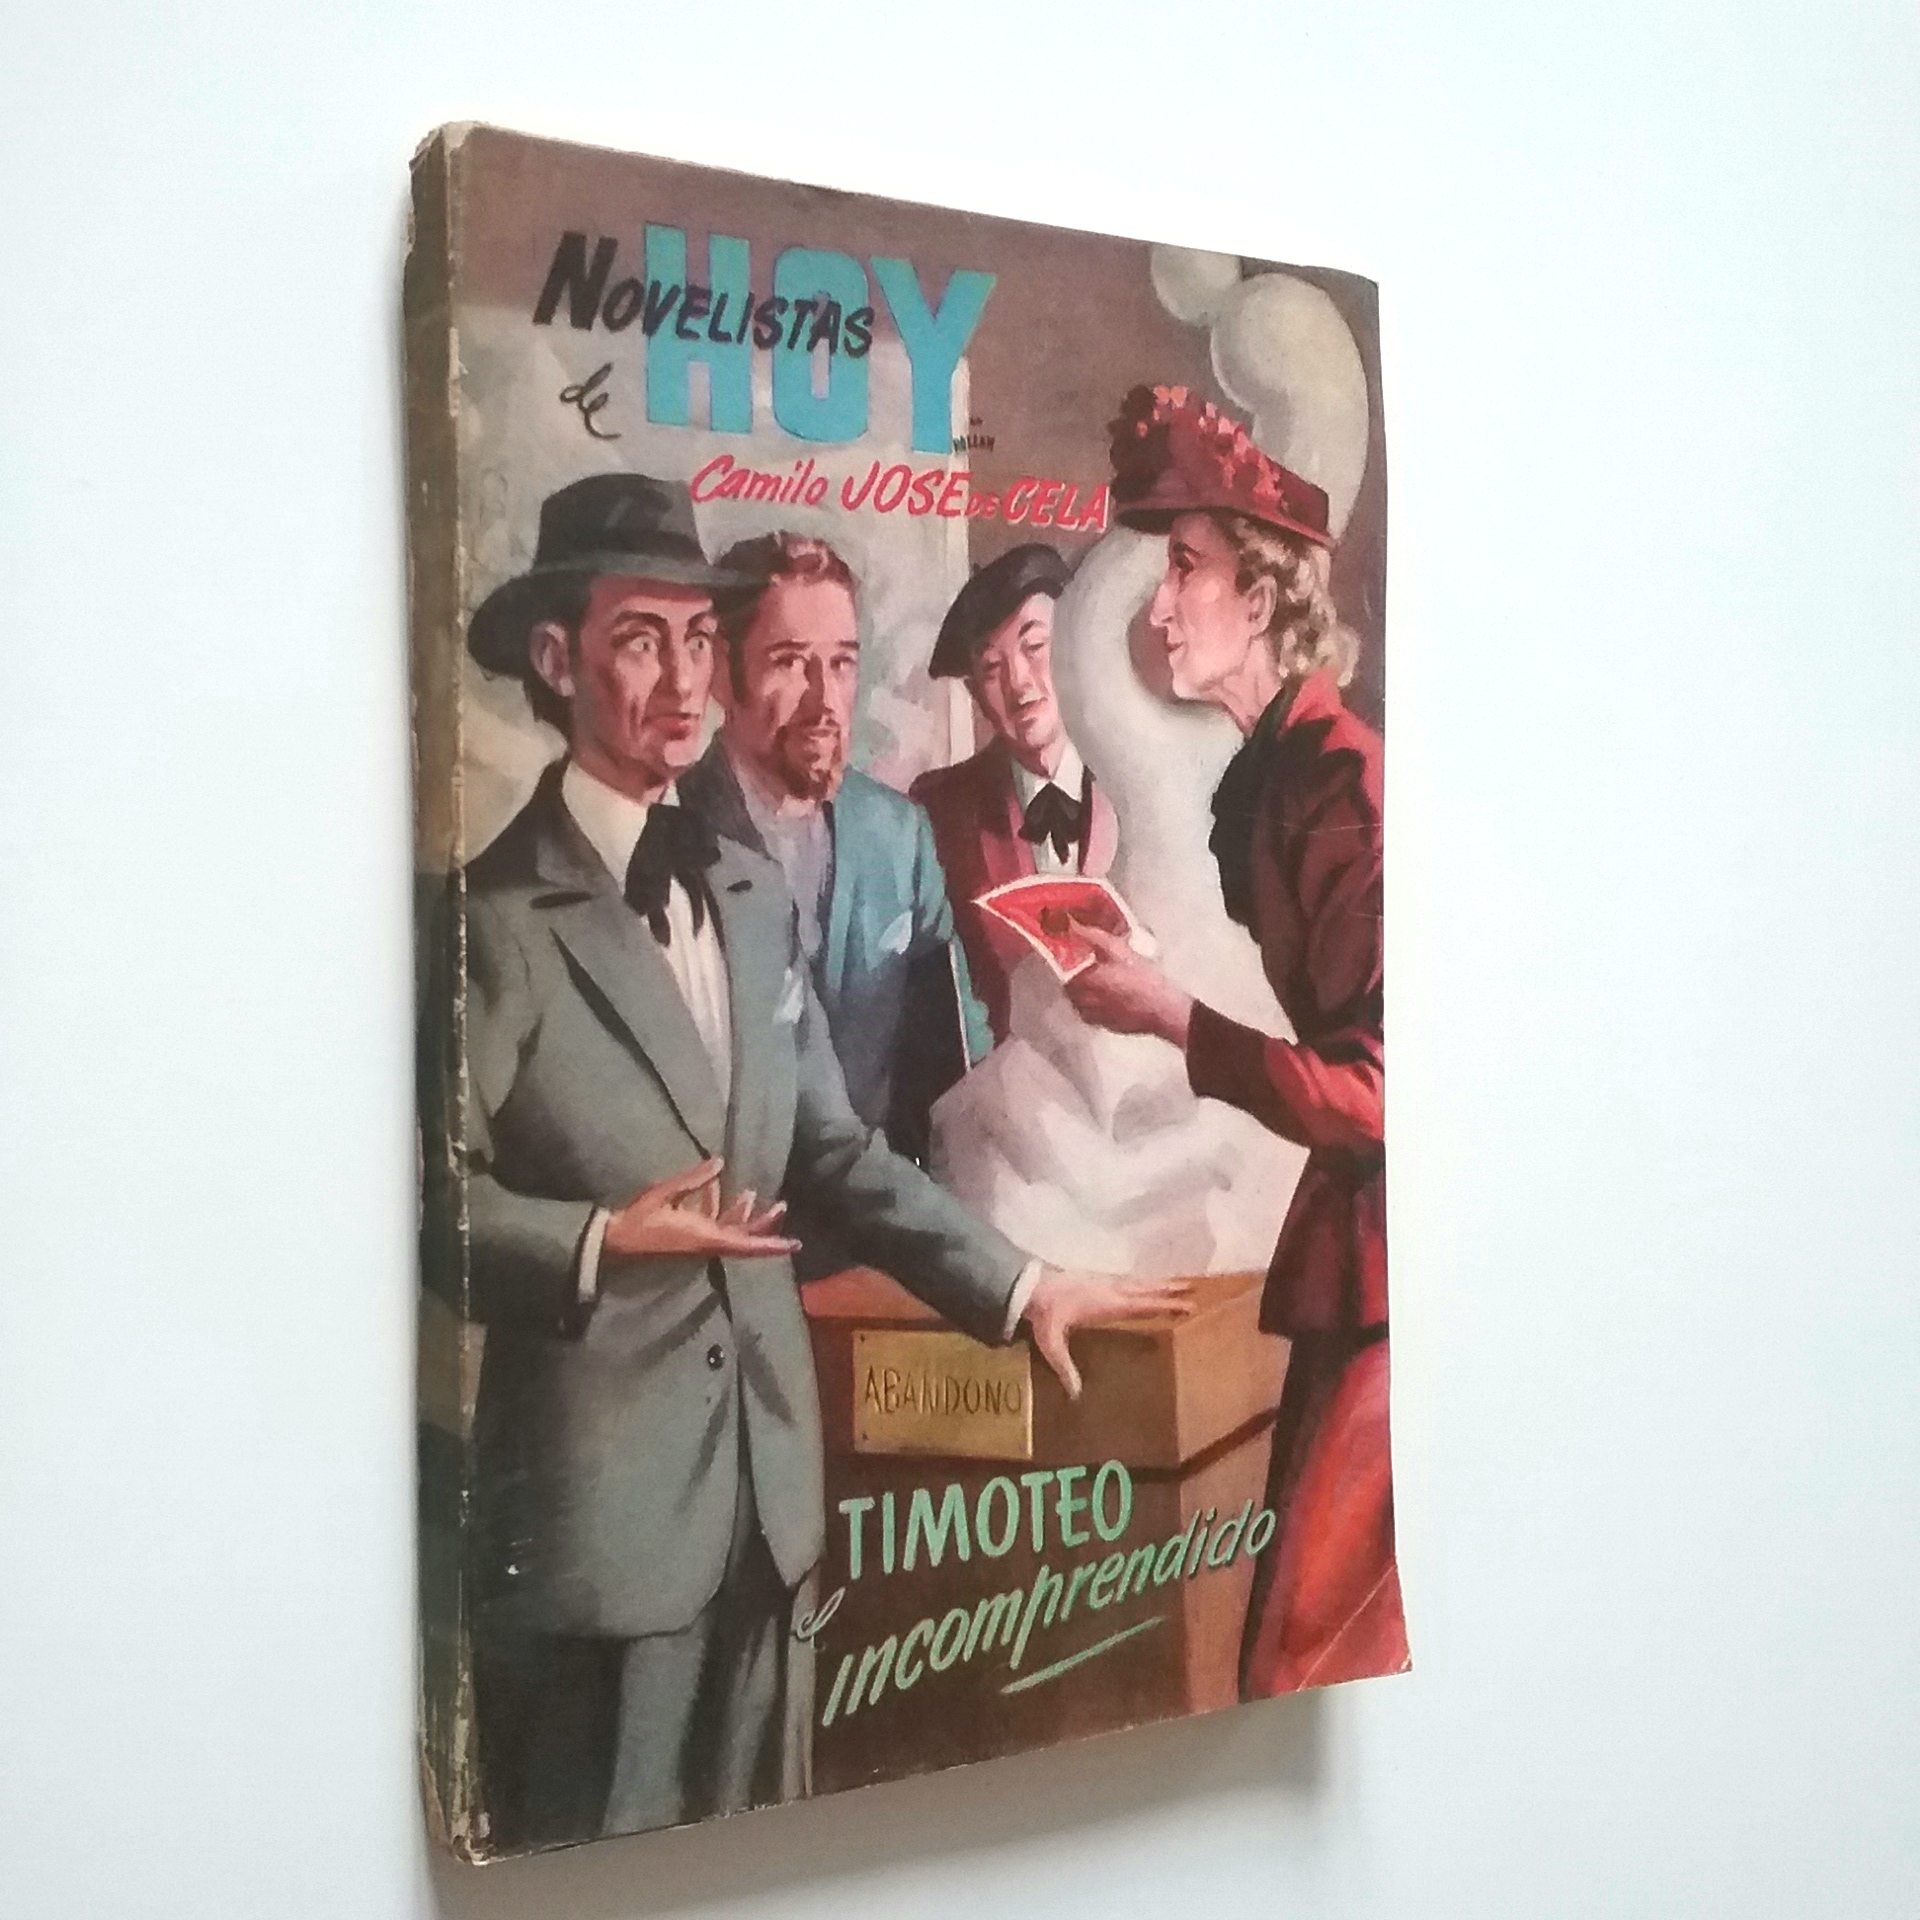 NOVELISTAS
de HOY
Camilo JOSE DE CELA
ABANDONO
TIMOTEO
el
incomprendido